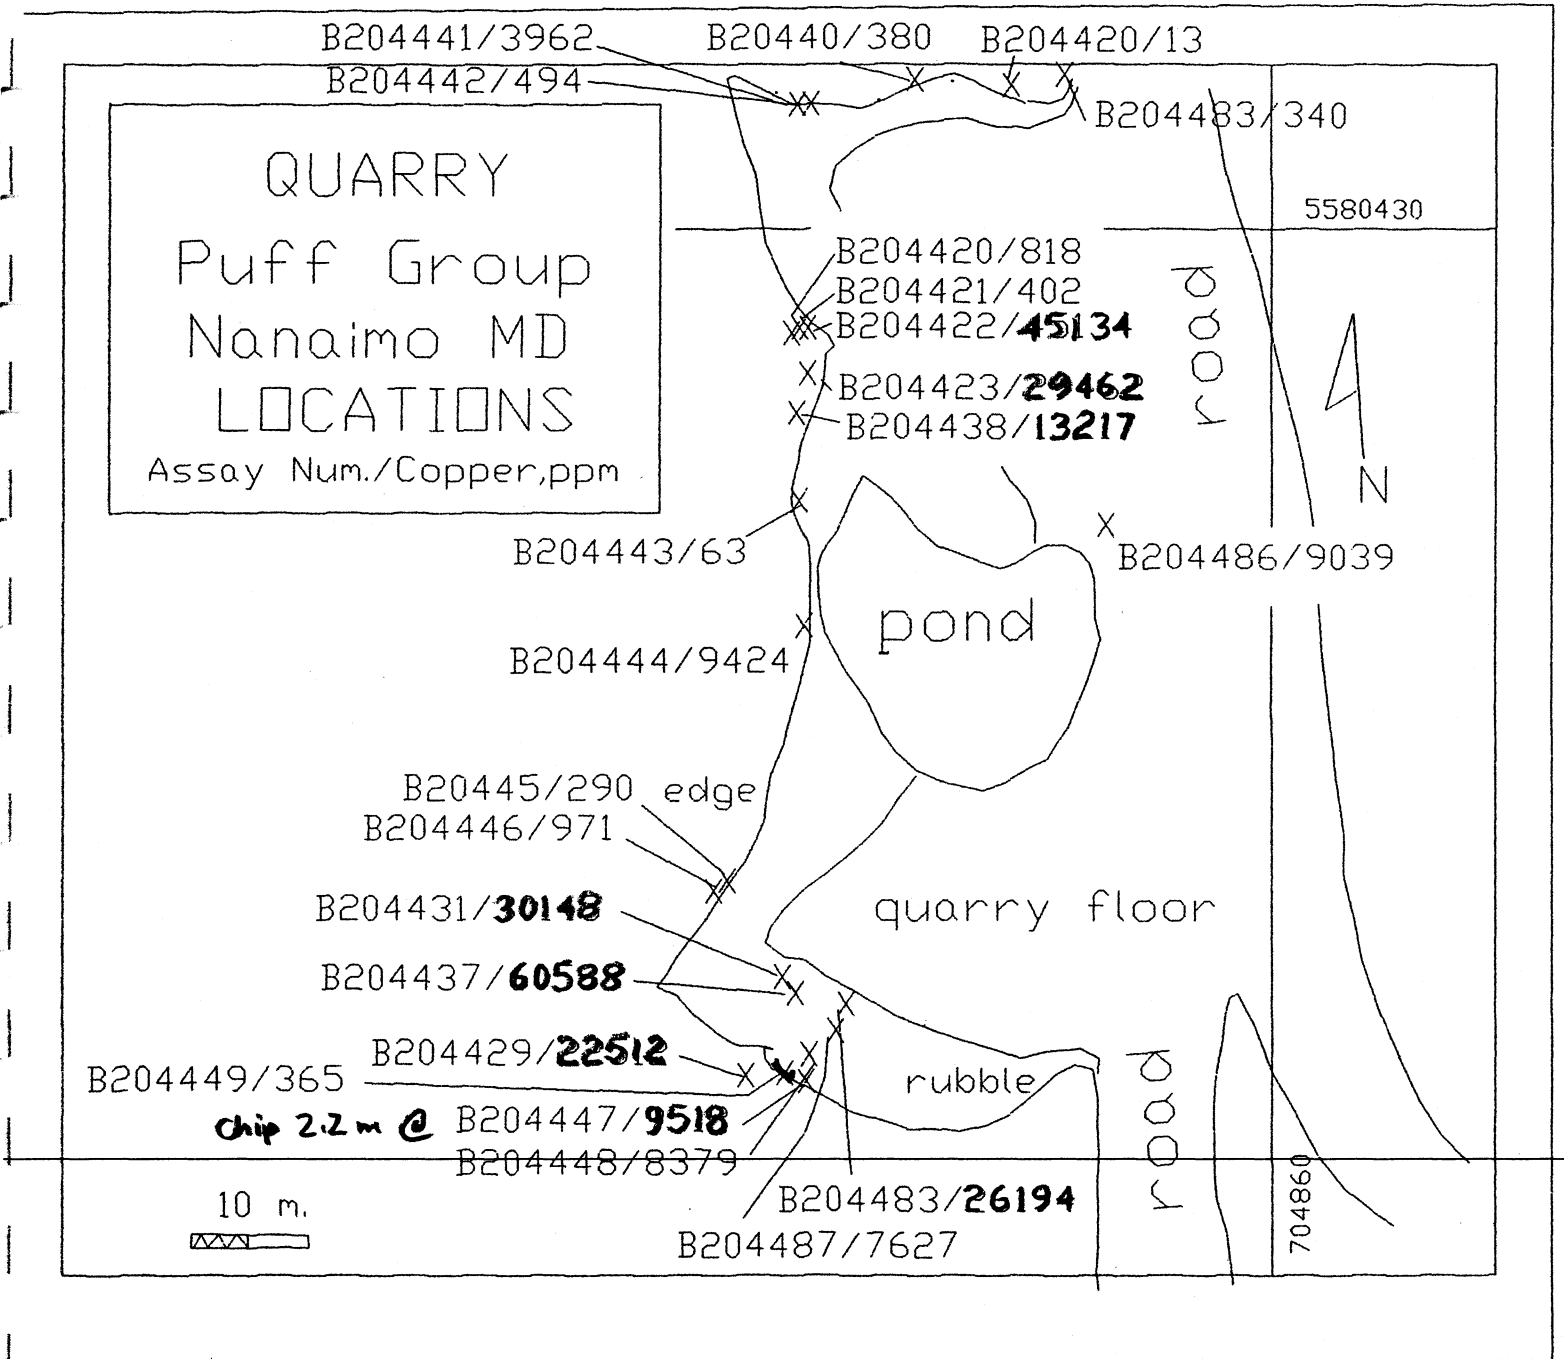 B204441/3962
B20440/380
B204420/13
B204442/494
B204483/340
QUARRY
Puff Group
Nanaimo MD
LOCATIONS
Assay Num./Copper,ppm
5580430
B204420/818
B204421/402
B204422/45134
B204423/29462
B204438/13217
road
N
B204443/63
B204486/9039
pond
B204444/9424
B20445/290
edge
B204446/971
B204431/30148
quarry floor
B204437/60588
B204429/22512
B204449/365
rubble
road
chip 2.2m @ B204447/9518
B204448/8379
B204483/26194
B204487/7627
10 m.
704860